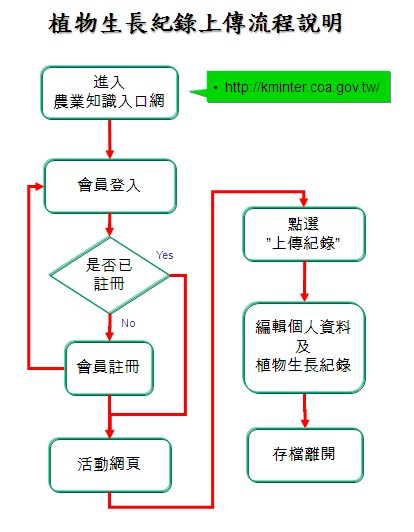 植物生長紀錄上傳流程說明
進入
農業知識入口網
• http://kminter.coa.gov.tw/
會員登入
是否已
註冊
Yes
No
會員註冊
活動網頁
點選
”上傳紀錄”
編輯個人資料
及
植物生長紀錄
存檔離開